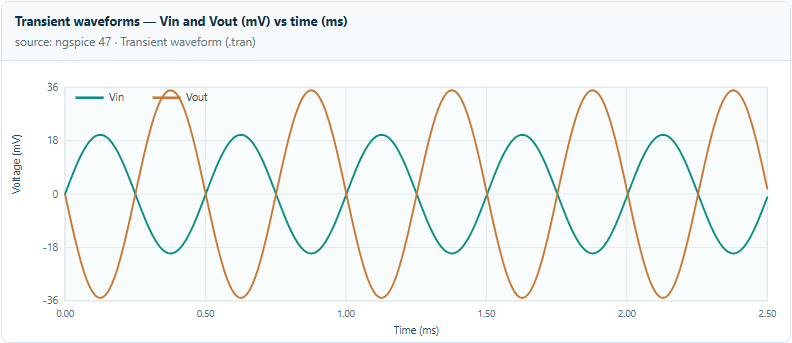 Transient waveforms — Vin and Vout (mV) vs time (ms)
source: ngspice 47 · Transient waveform (.tran)
36
Vin
Vout
18
Voltage (mV)
0
-18
-36
0.00
0.50
1.00
1.50
2.00
2.50
Time (ms)